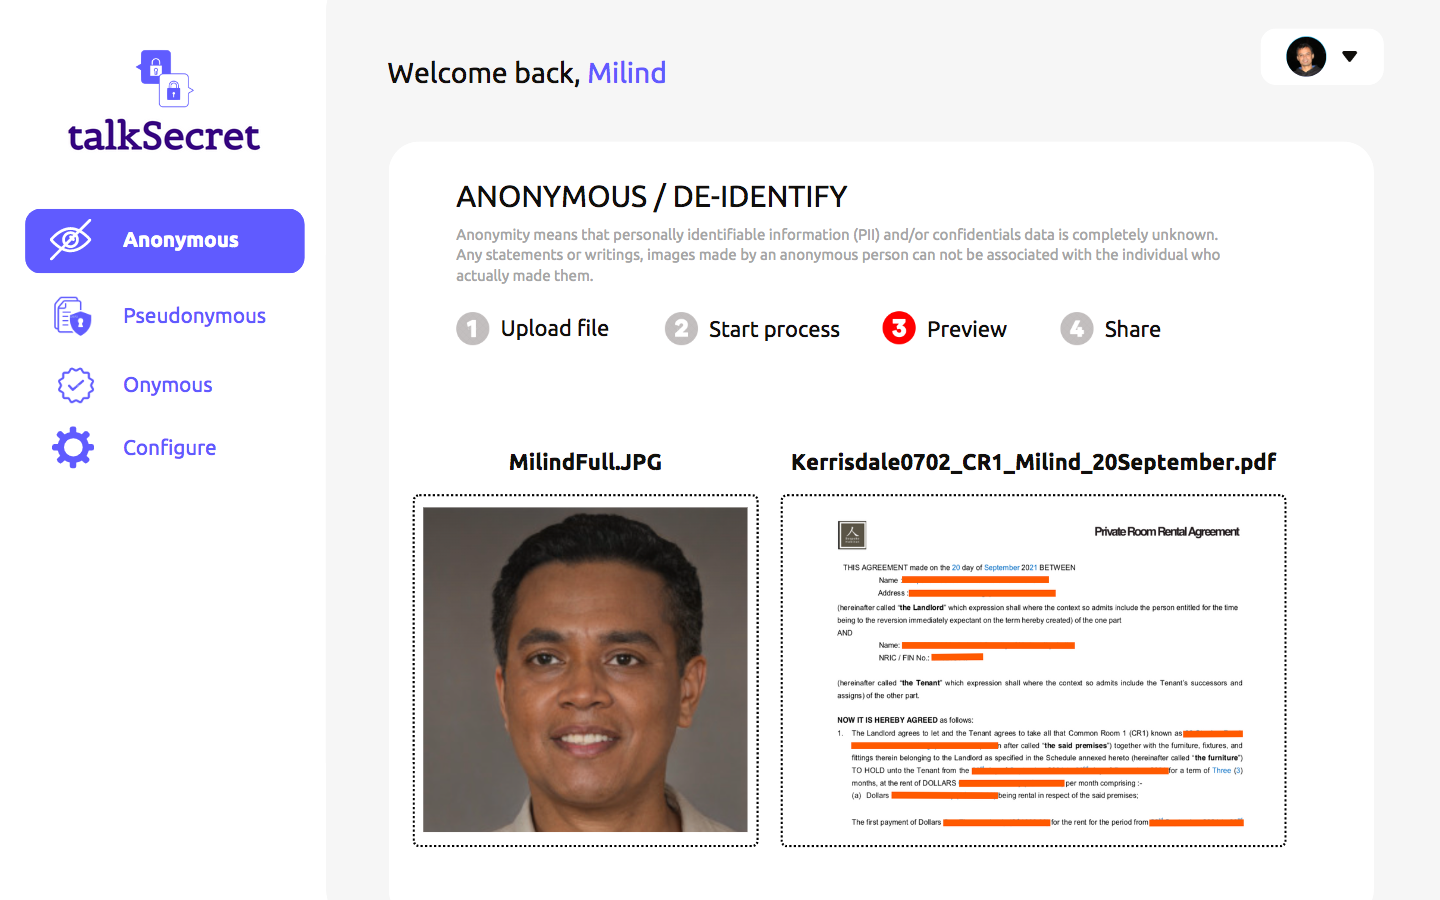 talkSecret
Welcome back, Milind
Anonymous
Pseudonymous
Onymous
Configure
ANONYMOUS / DE-IDENTIFY
Anonymity means that personally identifiable information (PII) and/or confidentials data is completely unknown.
Any statements or writings, images made by an anonymous person can not be associated with the individual who
actually made them.
1 Upload file 2 Start process 3 Preview 4 Share
MilindFull.JPG
Kerrisdale0702_CR1_Milind_20September.pdf
Private Room Rental Agreement
THIS AGREEMENT made on the 20 day of September 2021 BETWEEN
Name :
Address :
(hereinafter called "the Landlord" which expression shall where the context so admits include the person entitled for the time
being to the reversion immediately expectant on the term hereby created) of the one part
AND
Name:
NRIC / FIN No.:
(hereinafter called "the Tenant" which expression shall where the context so admits include the Tenant's successors and
assigns) of the other part.
NOW IT IS HEREBY AGREED as follows:
1. The Landlord agrees to let and the Tenant agrees to take all that Common Room 1 (CR1) known as
n after called "the said premises") together with the furniture, fixtures, and
fittings therein belonging to the Landlord as specified in the Schedule annexed hereto (hereinafter called "the furniture")
TO HOLD unto the Tenant from the for a term of Three (3)
months, at the rent of DOLLARS per month comprising :-
(a) Dollars being rental in respect of the said premises;
The first payment of Dollars for the rent for the period from